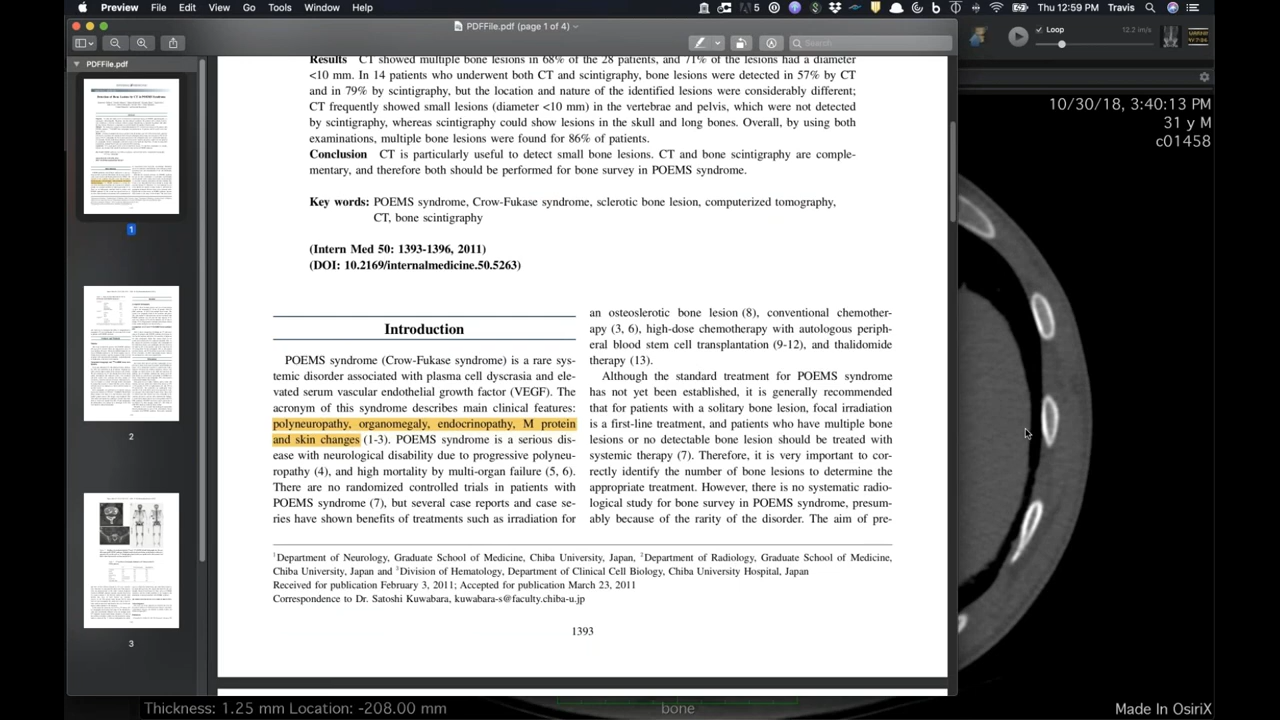 Preview File Edit View Go Tools Window Help
5
Thu 12:59 PM Travis
PDFFile.pdf (page 1 of 4)
Search
Loop
12.2 im/s
PDFFile.pdf
1
2
3
Results CT showed multiple bone lesions in 68% of the 28 patients, and 71% of the lesions had a diameter
<10 mm. In 14 patients who underwent both CT and scintigraphy, bone lesions were detected in 57% by CT
and in 79% by scintigraphy, but the location and nature of the identified lesions were considerably different;
CT frequently showed small lesions (diameter <10 mm) in the vertebrae and pelvis, which were not detected
by scintigraphy, whereas scintigraphy could show lesions in the skull and long bones. Overall, by using both
examinations, multiple bone lesions were found in 86% of patients.
Conclusion CT is particularly useful to detect small bone lesions. CT and bone scintigraphy are comple-
mentary, and therefore both should be performed for bone survey in POEMS syndrome.
Key words: POEMS syndrome, Crow-Fukase syndrome, sclerotic bone lesion, computerized tomography,
CT, bone scintigraphy
(Intern Med 50: 1393-1396, 2011)
(DOI: 10.2169/internalmedicine.50.5263)
Introduction
POEMS syndrome (Crow-Fukase syndrome) is a rare sys-
temic disorder associated with plasma cell dyscrasia and ele-
vated serum vascular endothelial growth factor (VEGF). The
acronym of this syndrome describes main clinical features:
polyneuropathy, organomegaly, endocrinopathy, M protein
and skin changes (1-3). POEMS syndrome is a serious dis-
ease with neurological disability due to progressive polyneu-
ropathy (4), and high mortality by multi-organ failure (5, 6).
There are no randomized controlled trials in patients with
POEMS syndrome (7), but several case reports and case se-
ries have shown benefits of treatments such as irradiation for
an osteosclerotic bone lesion (8), conventional chemother-
apy (3, 6), high-dose chemotherapy with autologous periph-
eral blood stem cell transplantation (9-12), and thalidomide
therapy (13).
Although the standard treatment for POEMS syndrome
has not yet been established, it is generally recommended
that for patients with a solitary bone lesion, focal irradiation
is a first-line treatment, and patients who have multiple bone
lesions or no detectable bone lesion should be treated with
systemic therapy (7). Therefore, it is very important to cor-
rectly identify the number of bone lesions to determine the
appropriate treatment. However, there is no systematic radio-
logical study for bone survey in POEMS syndrome, presum-
ably because of the rarity of the disorder. The aim of pre-
1Department of Neurology, Graduate School of Medicine, Chiba University, Japan, 2Department of Radiology, Graduate School of Medicine,
Chiba University, Japan and 3Division of Hematology, Department of Clinical Cell Biology, Chiba University Hospital, Japan
Received for publication February 3, 2011; Accepted for publication March 23, 2011
Correspondence to Dr. Satoshi Kuwabara, kuwabara-s@faculty.chiba-u.jp
1393
10/30/18, 3:40:13 PM
31 y M
c01458
Thickness: 1.25 mm Location: -208.00 mm
bone
Made In OsiriX